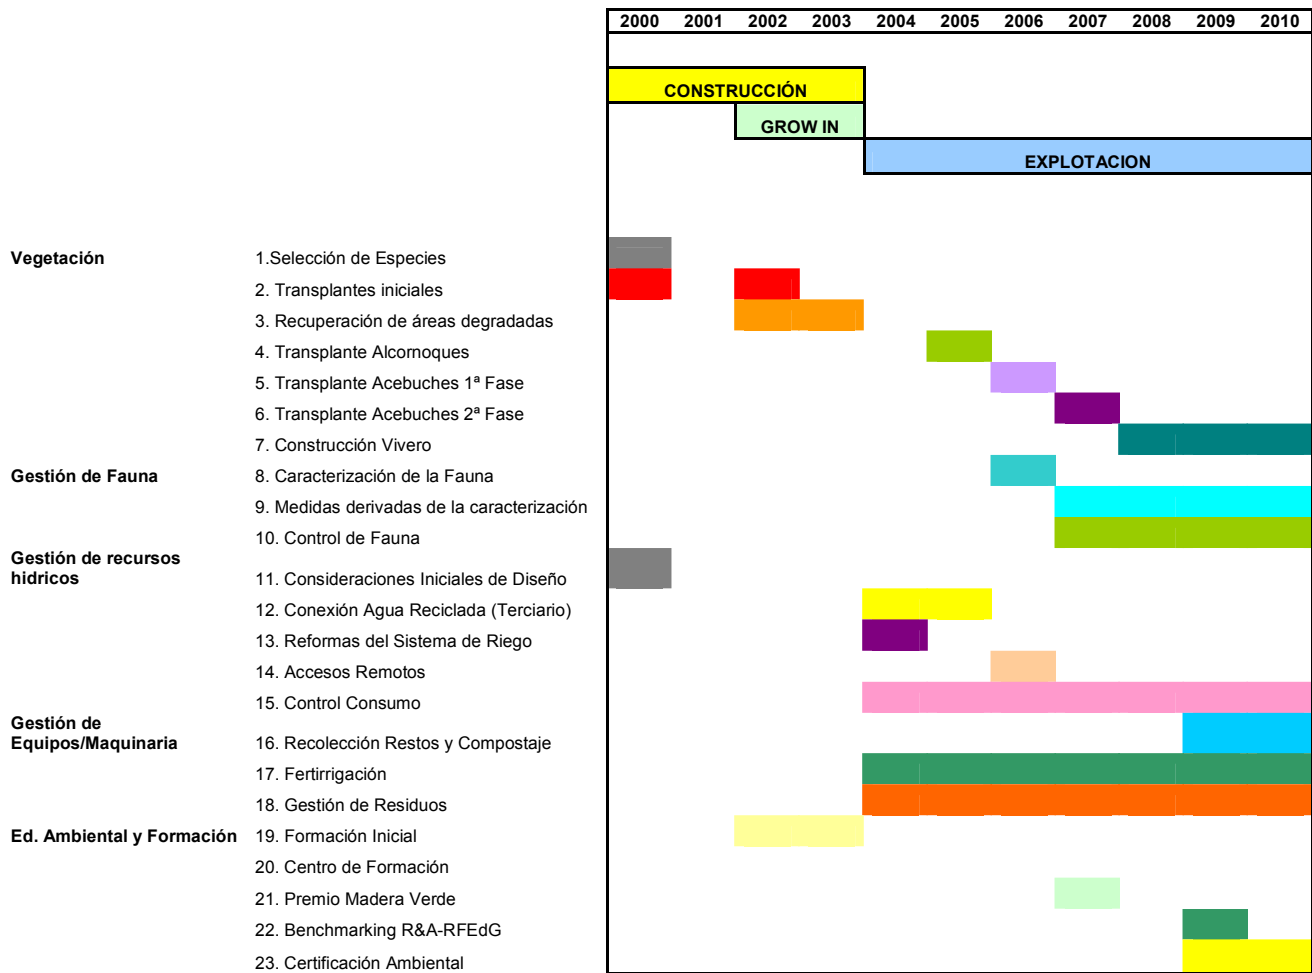 2000 2001 2002 2003 2004 2005 2006 2007 2008 2009 2010
CONSTRUCCIÓN
GROW IN
EXPLOTACION
Vegetación 1.Selección de Especies
2. Transplantes iniciales
3. Recuperación de áreas degradadas
4. Transplante Alcornoques
5. Transplante Acebuches 1ª Fase
6. Transplante Acebuches 2ª Fase
7. Construcción Vivero
Gestión de Fauna 8. Caracterización de la Fauna
9. Medidas derivadas de la caracterización
10. Control de Fauna
Gestión de recursos
hidricos 11. Consideraciones Iniciales de Diseño
12. Conexión Agua Reciclada (Terciario)
13. Reformas del Sistema de Riego
14. Accesos Remotos
15. Control Consumo
Gestión de
Equipos/Maquinaria 16. Recolección Restos y Compostaje
17. Fertirrigación
18. Gestión de Residuos
Ed. Ambiental y Formación 19. Formación Inicial
20. Centro de Formación
21. Premio Madera Verde
22. Benchmarking R&A-RFEdG
23. Certificación Ambiental